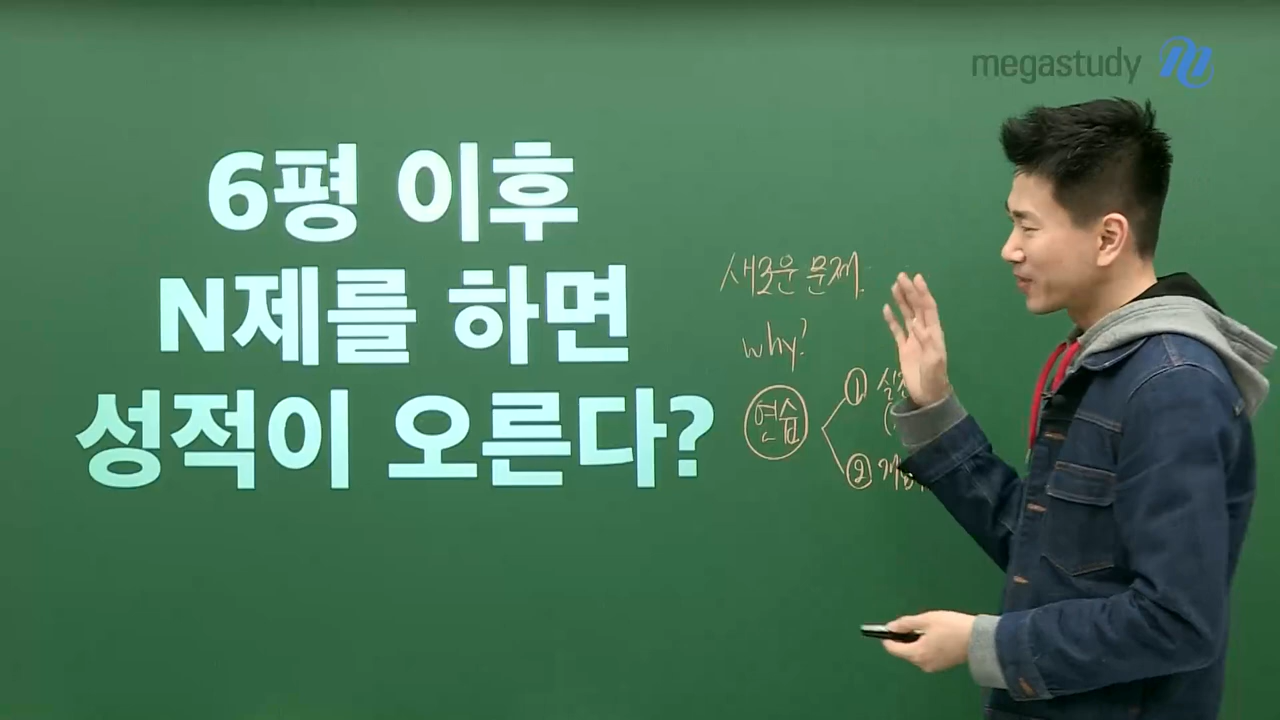 megastudy
6평 이후
N제를 하면
성적이 오른다?
새로운 문제.
why?
연습
①
②